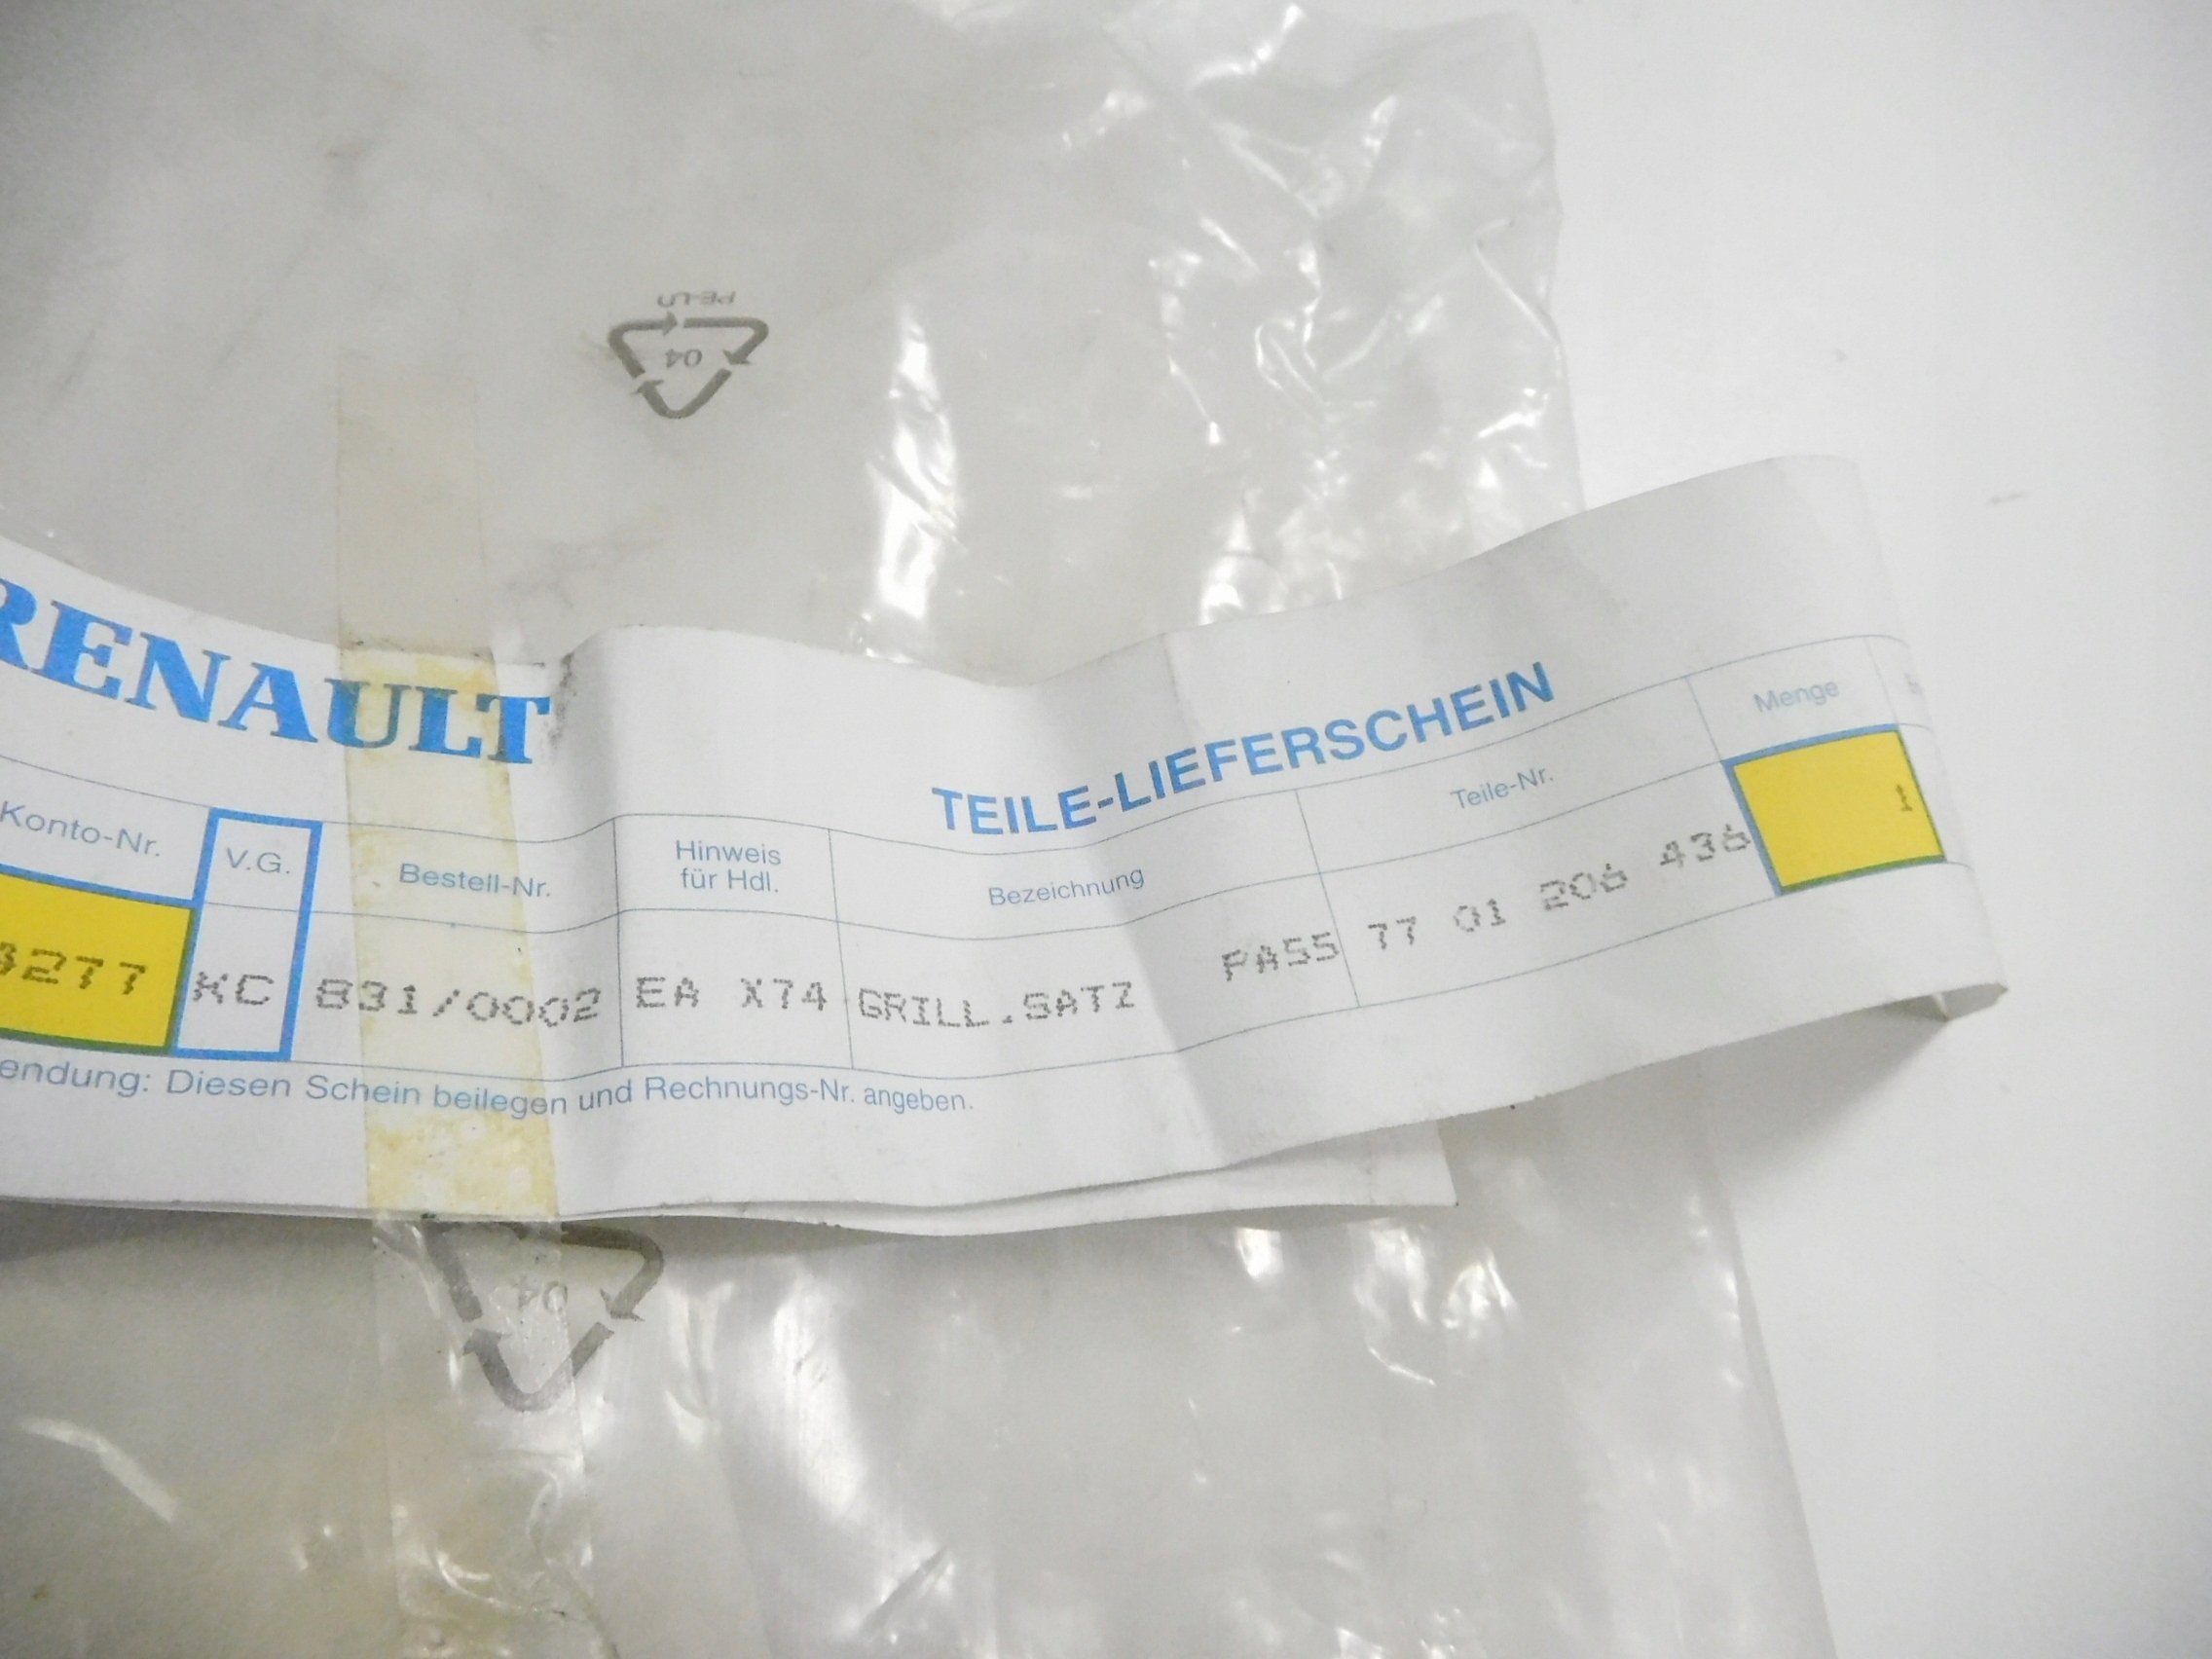 PE-LD
04
RENAULT
TEILE-LIEFERSCHEIN
Konto-Nr. V.G. Bestell-Nr. Hinweis für Hdl. Bezeichnung Teile-Nr. Menge
277 KC 831/0002 EA X74 GRILL.SATZ PASS 77 01 206 436 1
endung: Diesen Schein beilegen und Rechnungs-Nr. angeben.
04